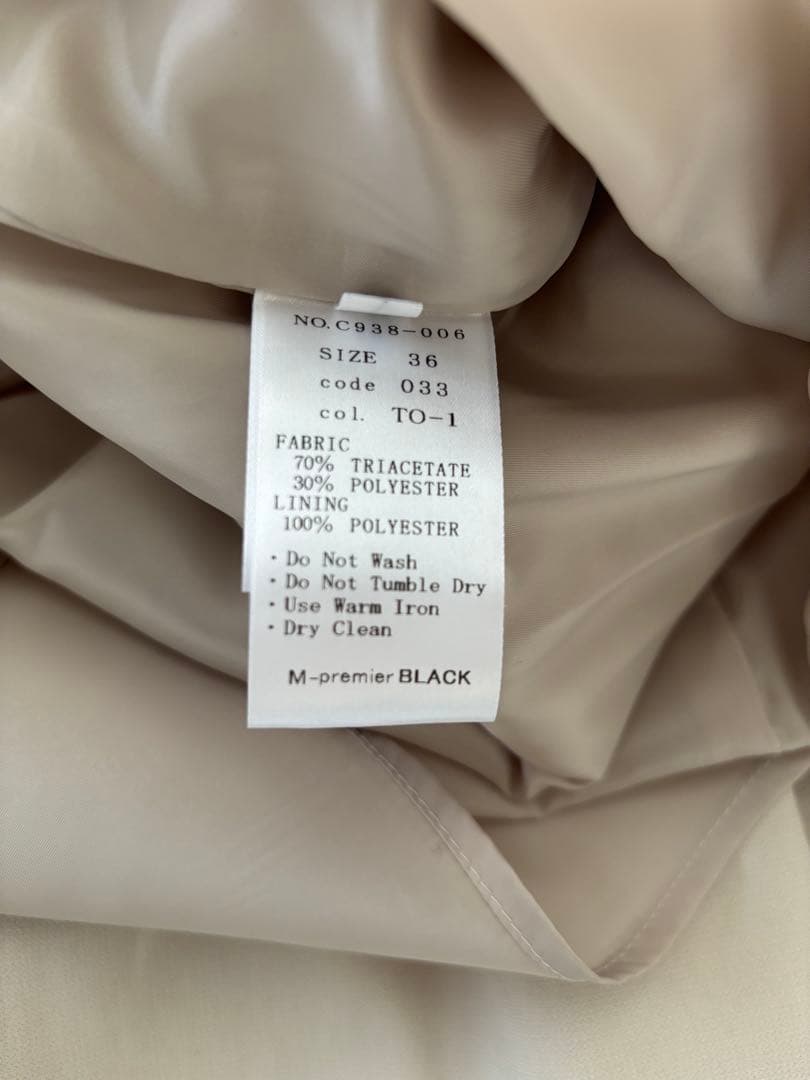 NO.C938-006
SIZE 36
code 033
col. TO-1
FABRIC
70% TRIACETATE
30% POLYESTER
LINING
100% POLYESTER
・Do Not Wash
・Do Not Tumble Dry
・Use Warm Iron
・Dry Clean
M-premier BLACK